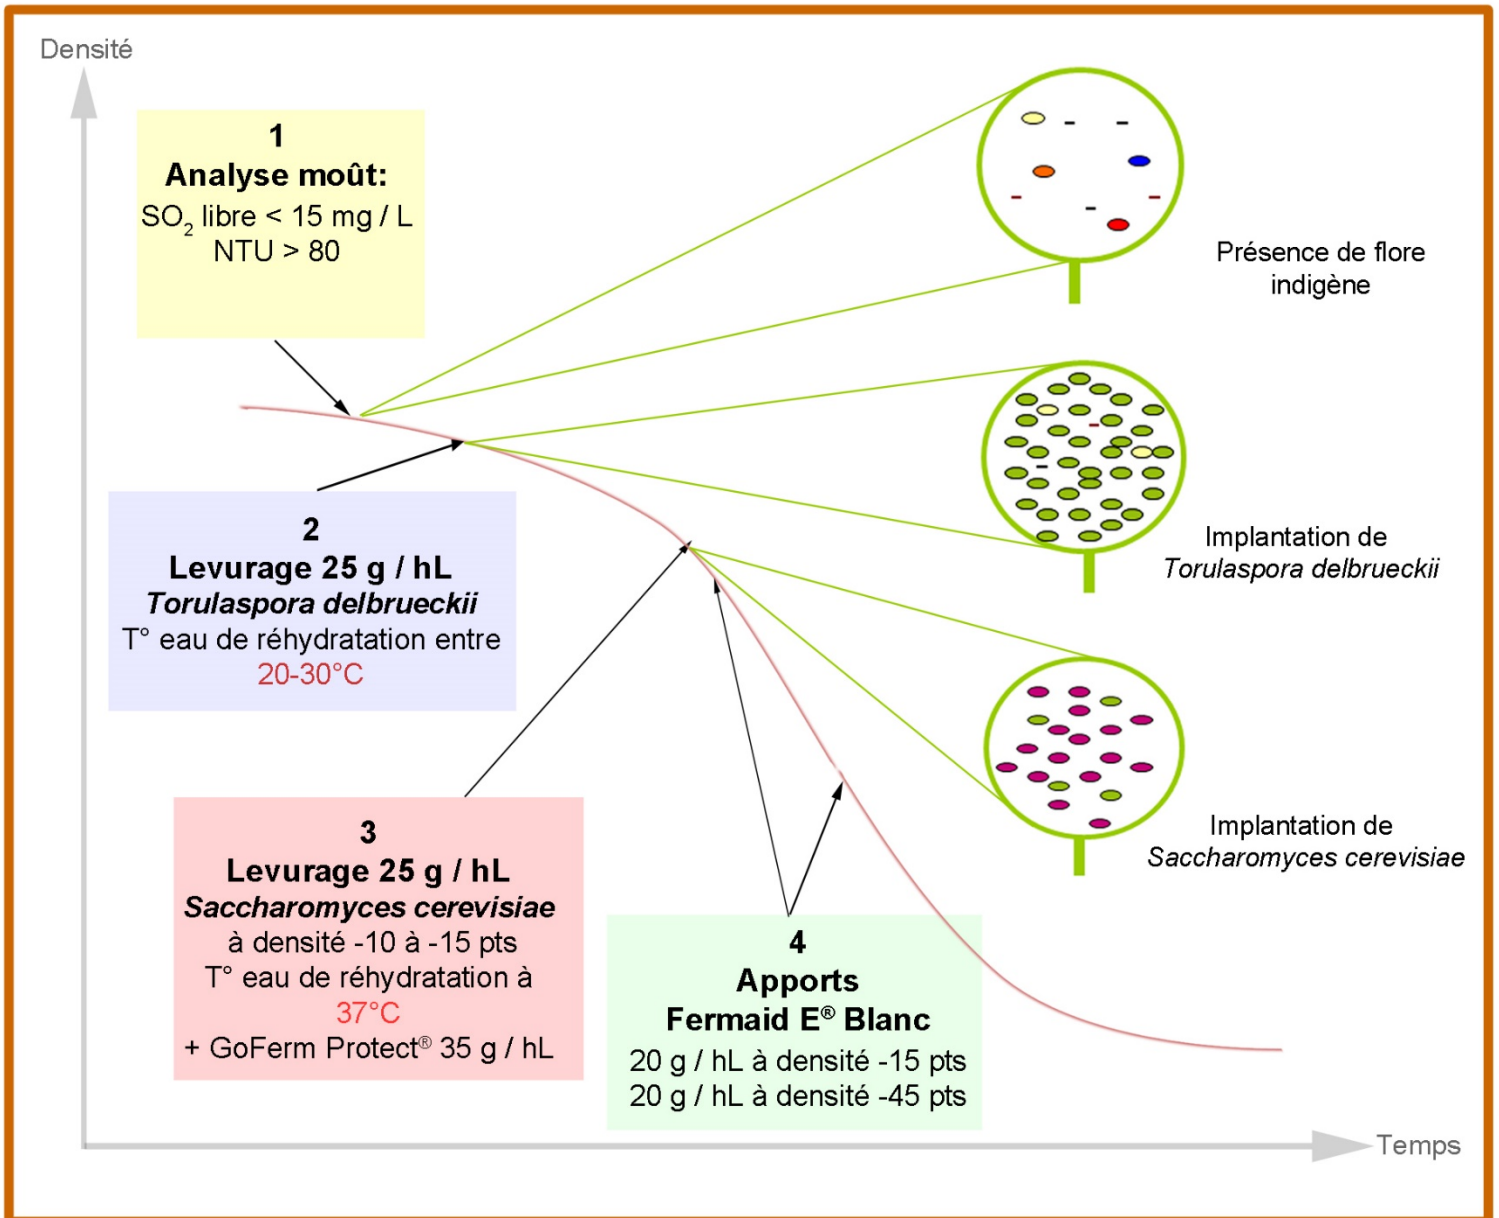 Densité
1
Analyse moût:
SO₂ libre < 15 mg / L
NTU > 80
Présence de flore
indigène
2
Levurage 25 g / hL
Torulaspora delbrueckii
T° eau de réhydratation entre
20-30°C
Implantation de
Torulaspora delbrueckii
3
Levurage 25 g / hL
Saccharomyces cerevisiae
à densité -10 à -15 pts
T° eau de réhydratation à
37°C
+ GoFerm Protect® 35 g / hL
Implantation de
Saccharomyces cerevisiae
4
Apports
Fermaid E® Blanc
20 g / hL à densité -15 pts
20 g / hL à densité -45 pts
Temps